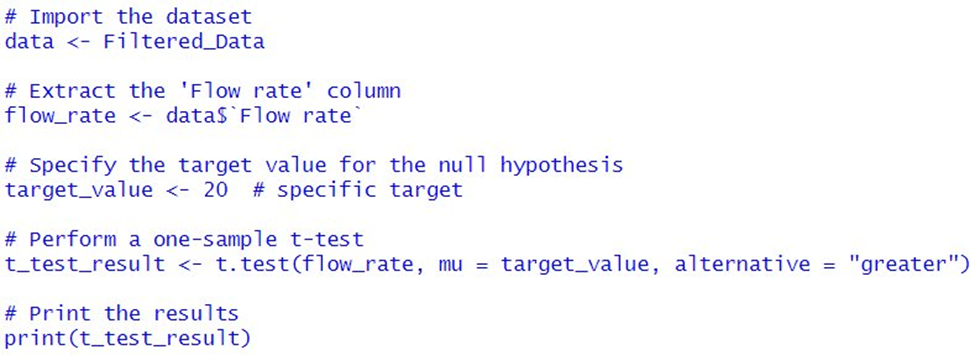 # Import the dataset
data <- Filtered_Data
# Extract the 'Flow rate' column
flow_rate <- data$`Flow rate`
# Specify the target value for the null hypothesis
target_value <- 20  # specific target
# Perform a one-sample t-test
t_test_result <- t.test(flow_rate, mu = target_value, alternative = "greater")
# Print the results
print(t_test_result)